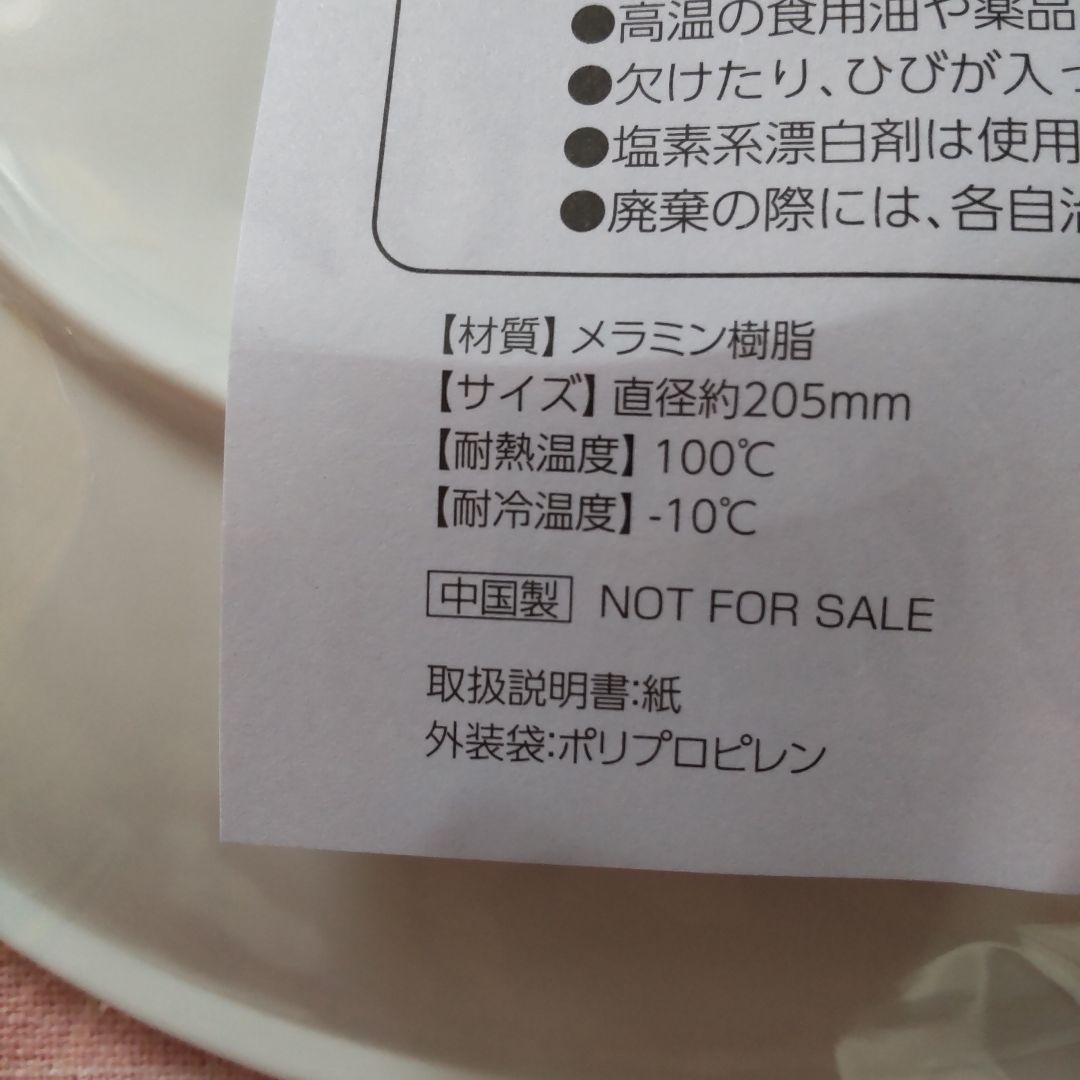 ●高温の食用油や薬品
●欠けたり、ひびが入っ
●塩素系漂白剤は使用
●廃棄の際には、各自治
【材質】メラミン樹脂
【サイズ】直径約205mm
【耐熱温度】100℃
【耐冷温度】-10℃
中国製 NOT FOR SALE
取扱説明書:紙
外装袋:ポリプロピレン